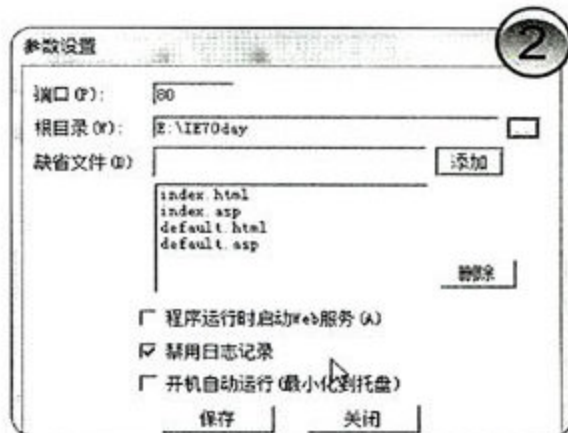 2
参数设置
端口(P): 80
根目录(W): E:\IE70day ...
缺省文件(D) 添加
index.html
index.asp
default.html
default.asp
删除
程序运行时启动Web服务(A)
禁用日志记录
开机自动运行(最小化到托盘)
保存 关闭